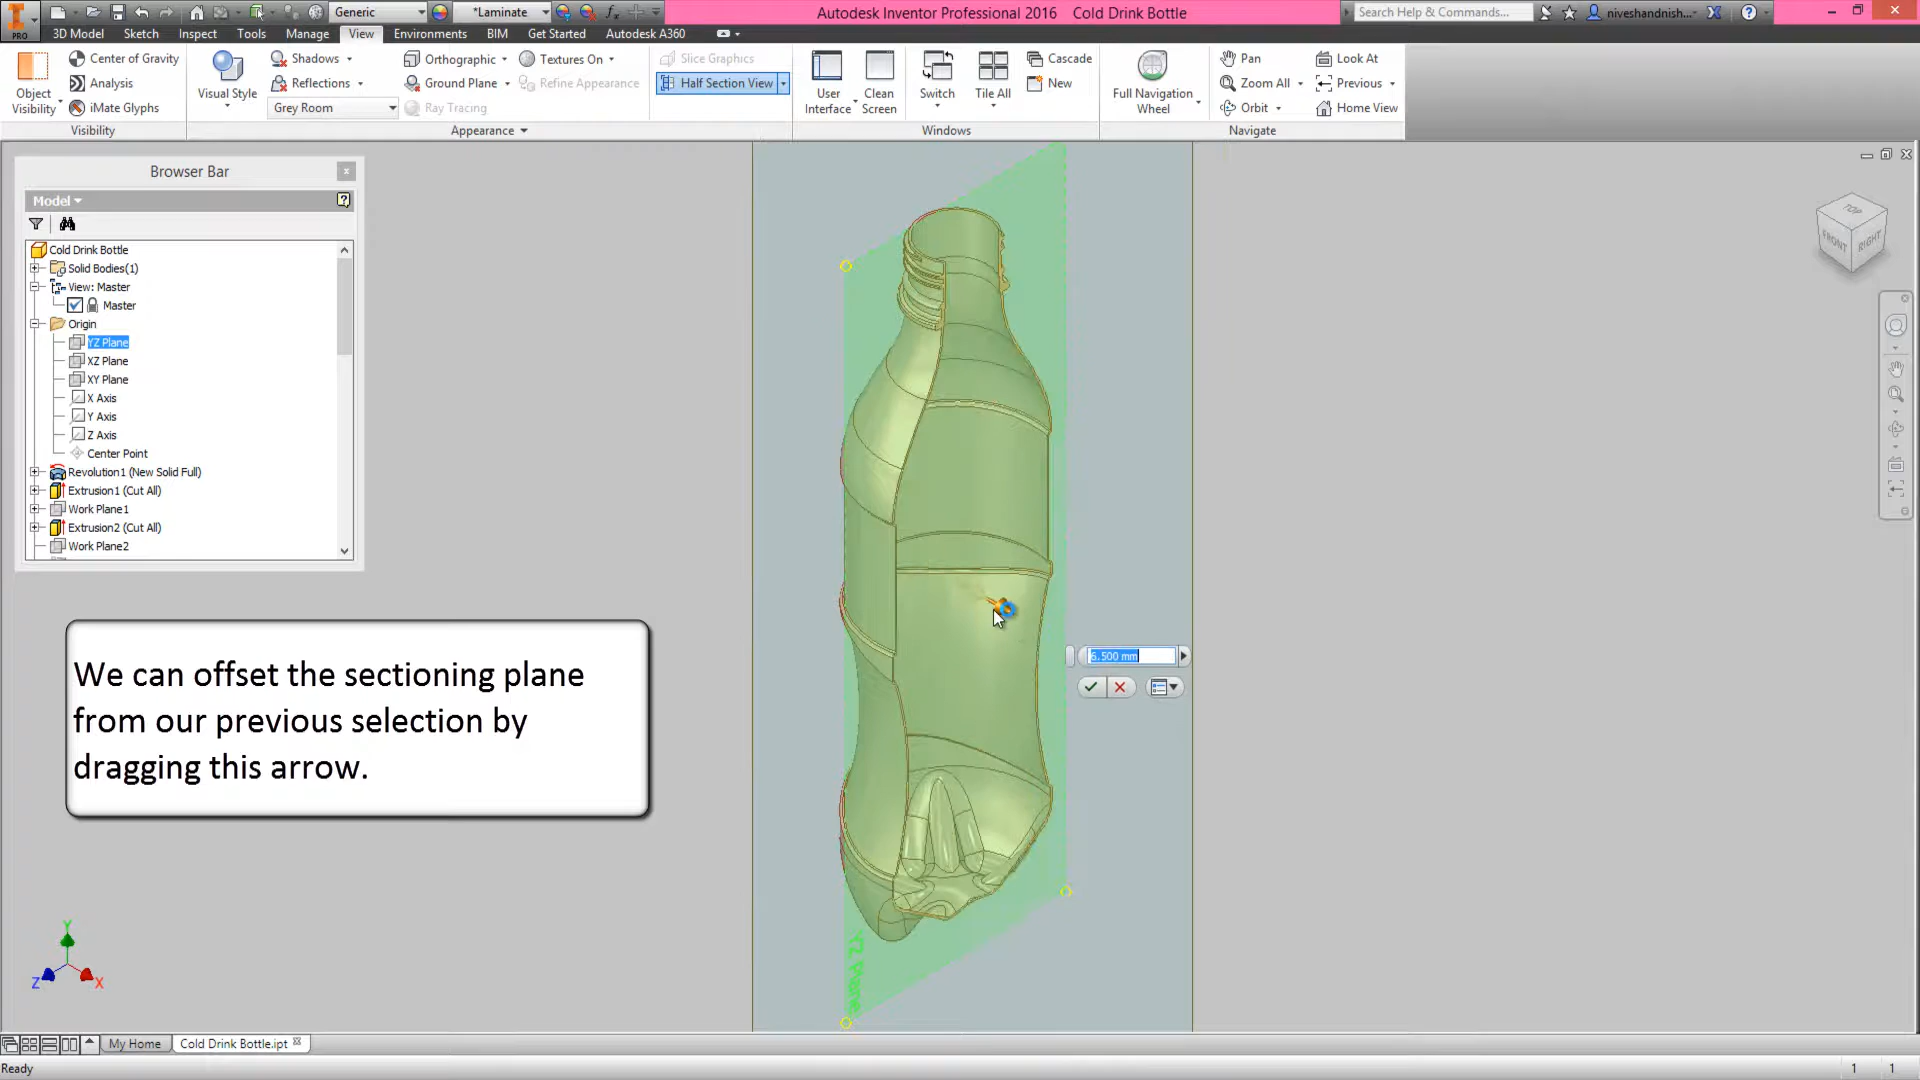 PRO
Generic
*Laminate
Autodesk Inventor Professional 2016 Cold Drink Bottle
Search Help & Commands...
niveshandnish...
3D Model
Sketch
Inspect
Tools
Manage
View
Environments
BIM
Get Started
Autodesk A360
Object
Visibility
Center of Gravity
Analysis
iMate Glyphs
Visibility
Visual Style
Shadows
Reflections
Grey Room
Orthographic
Ground Plane
Ray Tracing
Textures On
Refine Appearance
Appearance
Slice Graphics
Half Section View
User
Interface
Clean
Screen
Switch
Tile All
Cascade
New
Windows
Full Navigation
Wheel
Pan
Zoom All
Orbit
Look At
Previous
Home View
Navigate
Browser Bar
Model
Cold Drink Bottle
Solid Bodies(1)
View: Master
Master
Origin
YZ Plane
XZ Plane
XY Plane
X Axis
Y Axis
Z Axis
Center Point
Revolution1 (New Solid Full)
Extrusion1 (Cut All)
Work Plane1
Extrusion2 (Cut All)
Work Plane2
TOP
FRONT
RIGHT
6.500 mm
YZ Plane
We can offset the sectioning plane
from our previous selection by
dragging this arrow.
Y
Z
X
My Home
Cold Drink Bottle.ipt
Ready
1
1